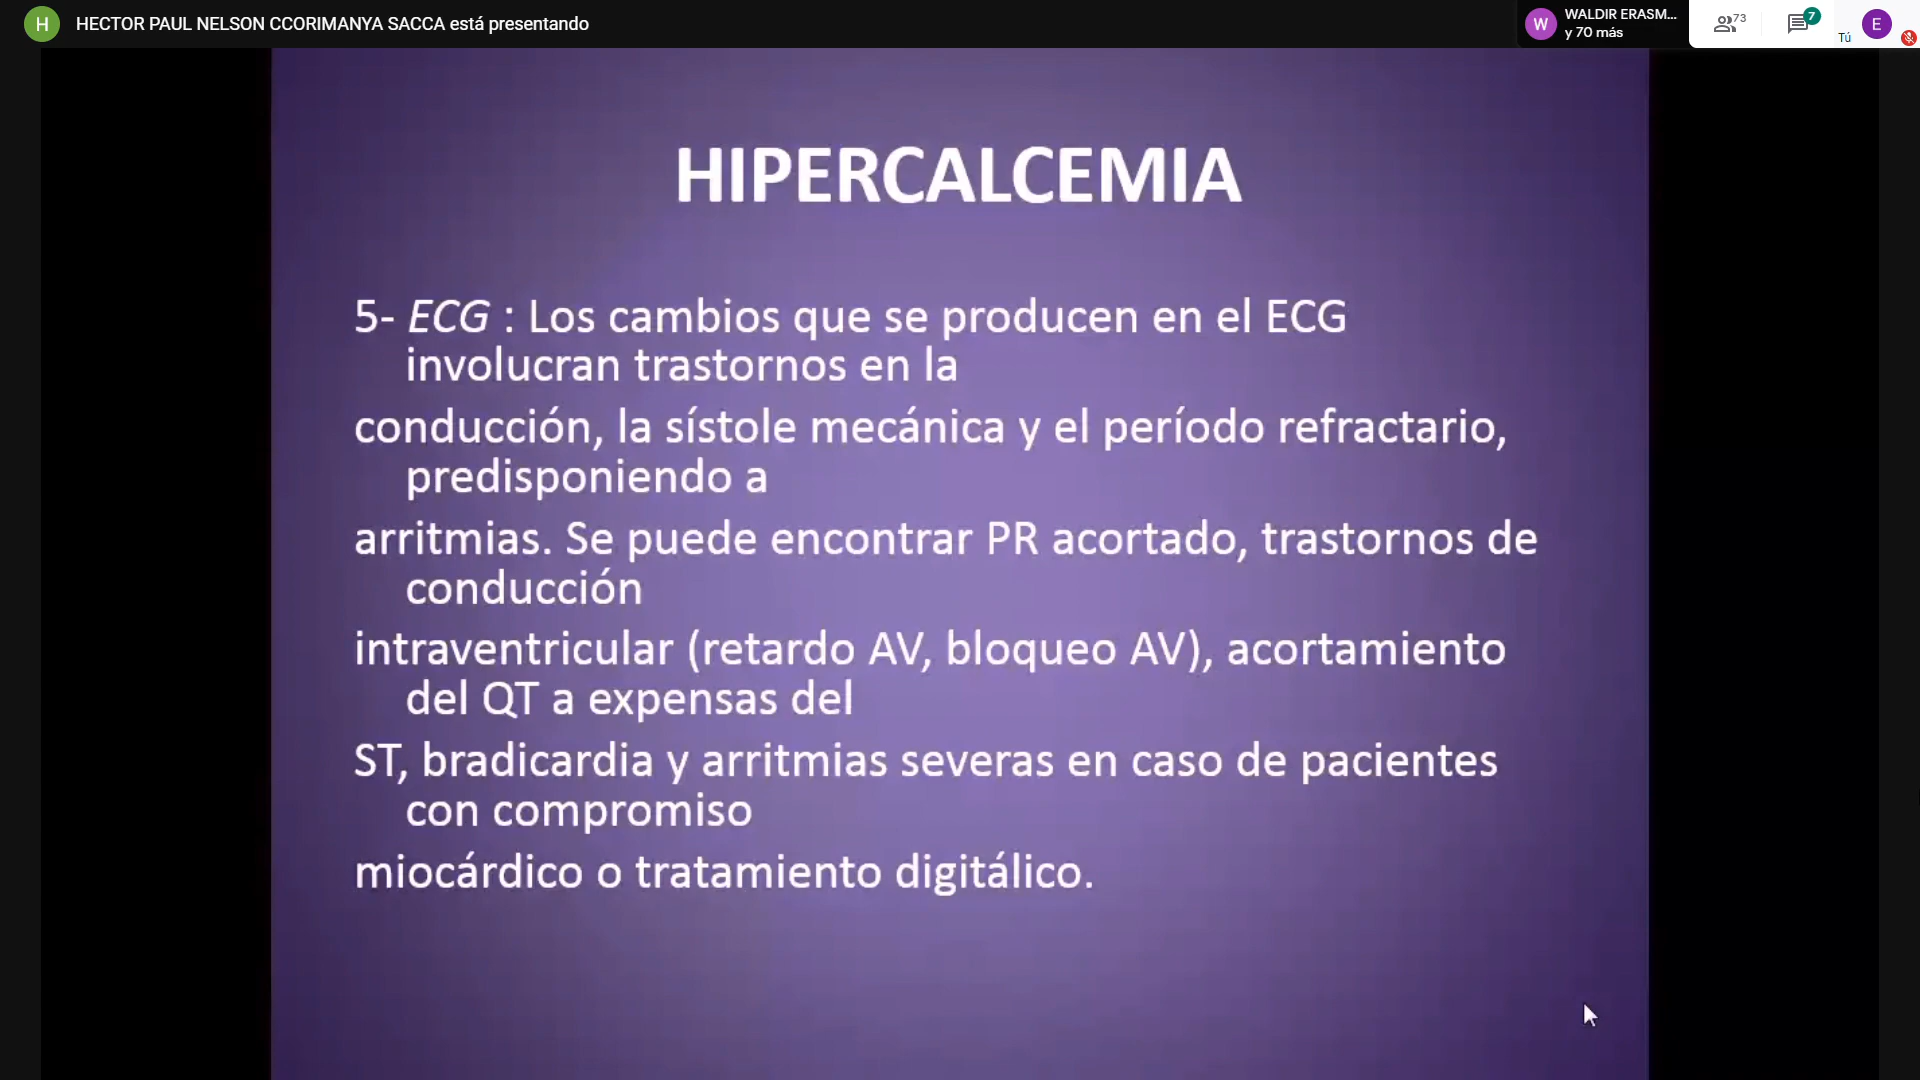 H HECTOR PAUL NELSON CCORIMANYA SACCA está presentando
W WALDIR ERASM...
y 70 más
73
7
Tú
E
HIPERCALCEMIA
5- ECG : Los cambios que se producen en el ECG
involucran trastornos en la
conducción, la sístole mecánica y el período refractario,
predisponiendo a
arritmias. Se puede encontrar PR acortado, trastornos de
conducción
intraventricular (retardo AV, bloqueo AV), acortamiento
del QT a expensas del
ST, bradicardia y arritmias severas en caso de pacientes
con compromiso
miocárdico o tratamiento digitálico.